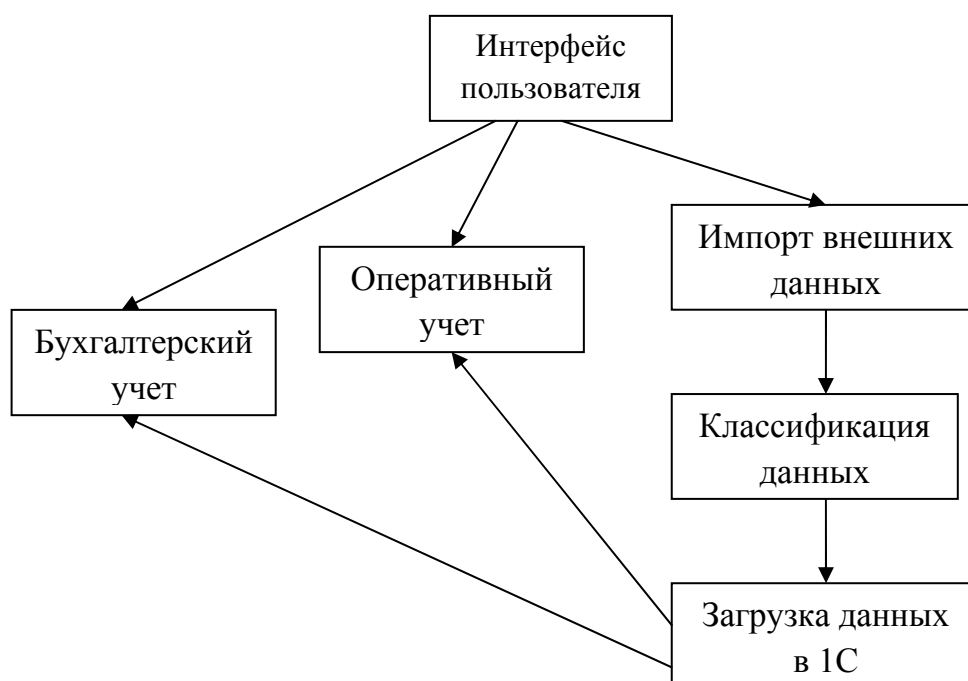 Интерфейс
пользователя
Импорт внешних
данных
Оперативный
учет
Бухгалтерский
учет
Классификация
данных
Загрузка данных
в 1С